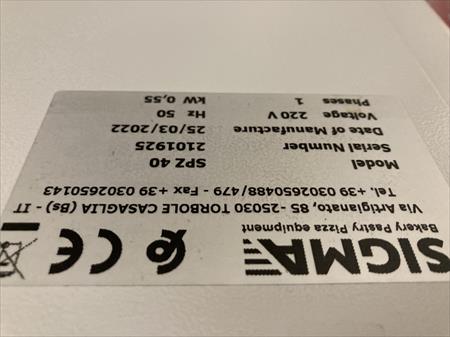 SIGMA
Bakery Pastry Pizza equipment
Via Artigianato, 85 - 25030 TORBOLE CASAGLIA (Bs) - IT
Tel. + 39 0302650488/479 - Fax + 39 0302650143
Model SPZ 40
Serial Number 2101925
Date of Manufacture 25/03/2022
Voltage 220 V Hz 50
Phases 1 kW 0,55